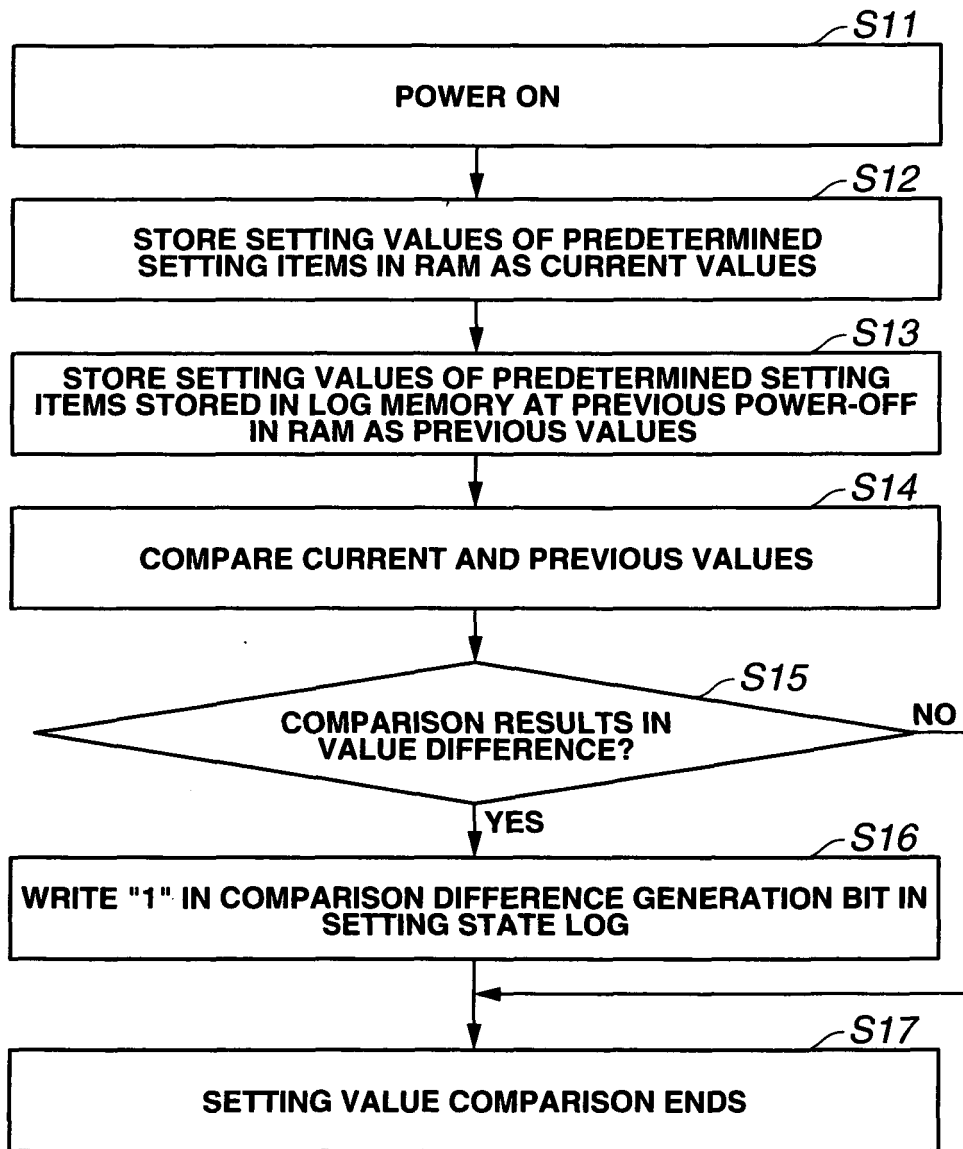 S11
POWER ON
S12
STORE SETTING VALUES OF PREDETERMINED
SETTING ITEMS IN RAM AS CURRENT VALUES
S13
STORE SETTING VALUES OF PREDETERMINED SETTING
ITEMS STORED IN LOG MEMORY AT PREVIOUS POWER-OFF
IN RAM AS PREVIOUS VALUES
S14
COMPARE CURRENT AND PREVIOUS VALUES
S15
COMPARISON RESULTS IN
VALUE DIFFERENCE?
NO
YES
S16
WRITE "1" IN COMPARISON DIFFERENCE GENERATION BIT IN
SETTING STATE LOG
S17
SETTING VALUE COMPARISON ENDS